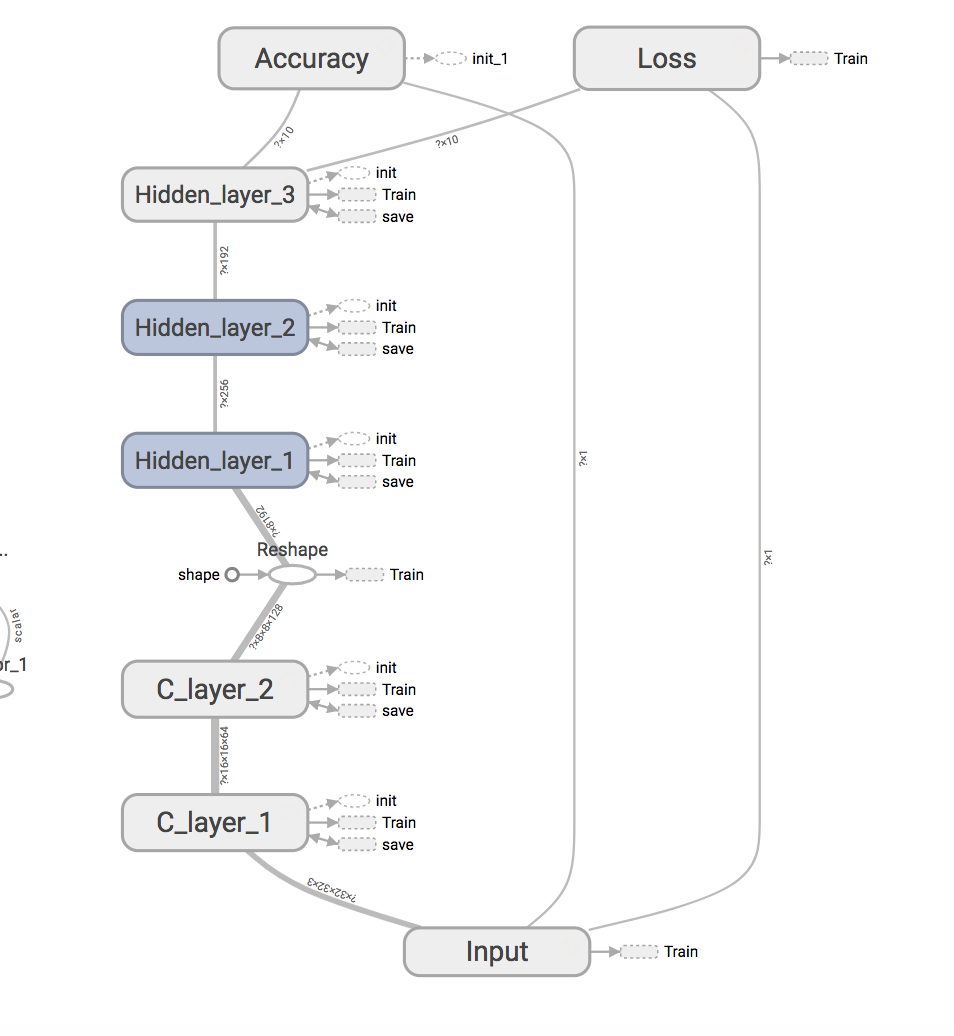 Accuracy
init_1
Loss
Train
?×10
?×10
Hidden_layer_3
init
Train
save
?×192
Hidden_layer_2
init
Train
save
?×256
Hidden_layer_1
init
Train
save
?×1
?×8192
Reshape
shape
Train
..
?×1
scalar
?×8×8×128
or_1
C_layer_2
init
Train
save
?×16×16×64
C_layer_1
init
Train
save
?×32×32×3
Input
Train